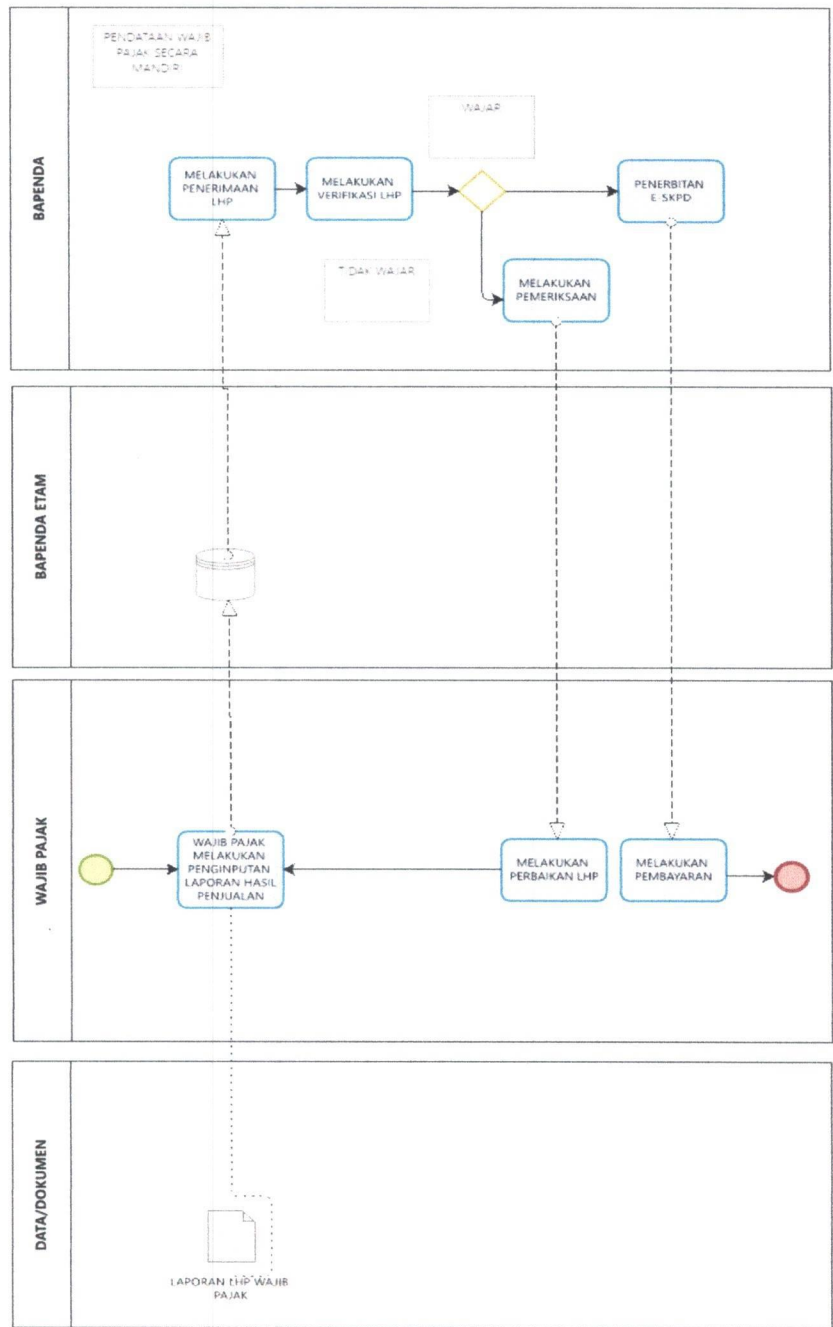 BAPENDA
PENDATAAN WAJIB
PAJAK SECARA
MANDIRI
WAJAR
MELAKUKAN
PENERIMAAN
LHP
MELAKUKAN
VERIFIKASI LHP
PENERBITAN
E-SKPD
TIDAK WAJAR
MELAKUKAN
PEMERIKSAAN
BAPENDA ETAM
WAJIB PAJAK
WAJIB PAJAK
MELAKUKAN
PENGINPUTAN
LAPORAN HASIL
PENJUALAN
MELAKUKAN
PERBAIKAN LHP
MELAKUKAN
PEMBAYARAN
DATA/DOKUMEN
LAPORAN LHP WAJIB
PAJAK